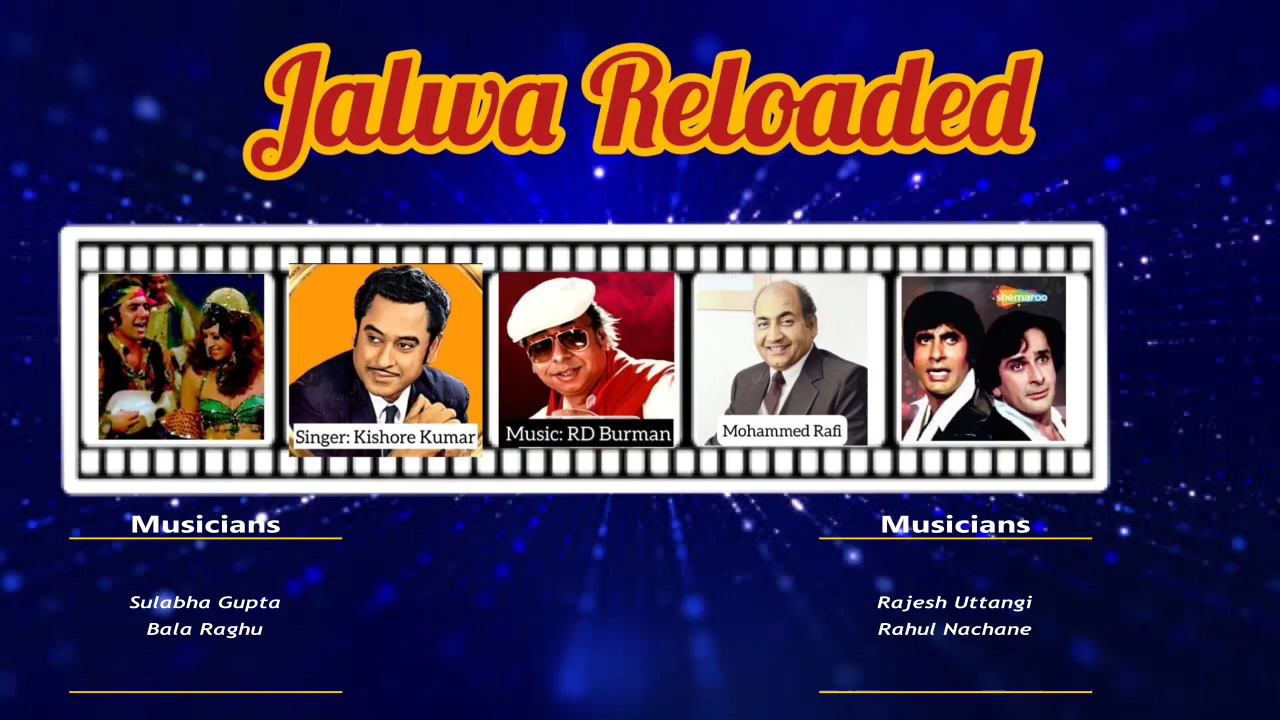 Jalwa Reloaded
shemaroo
Singer: Kishore Kumar
Music: RD Burman
Mohammed Rafi
Musicians
Sulabha Gupta
Bala Raghu
Musicians
Rajesh Uttangi
Rahul Nachane